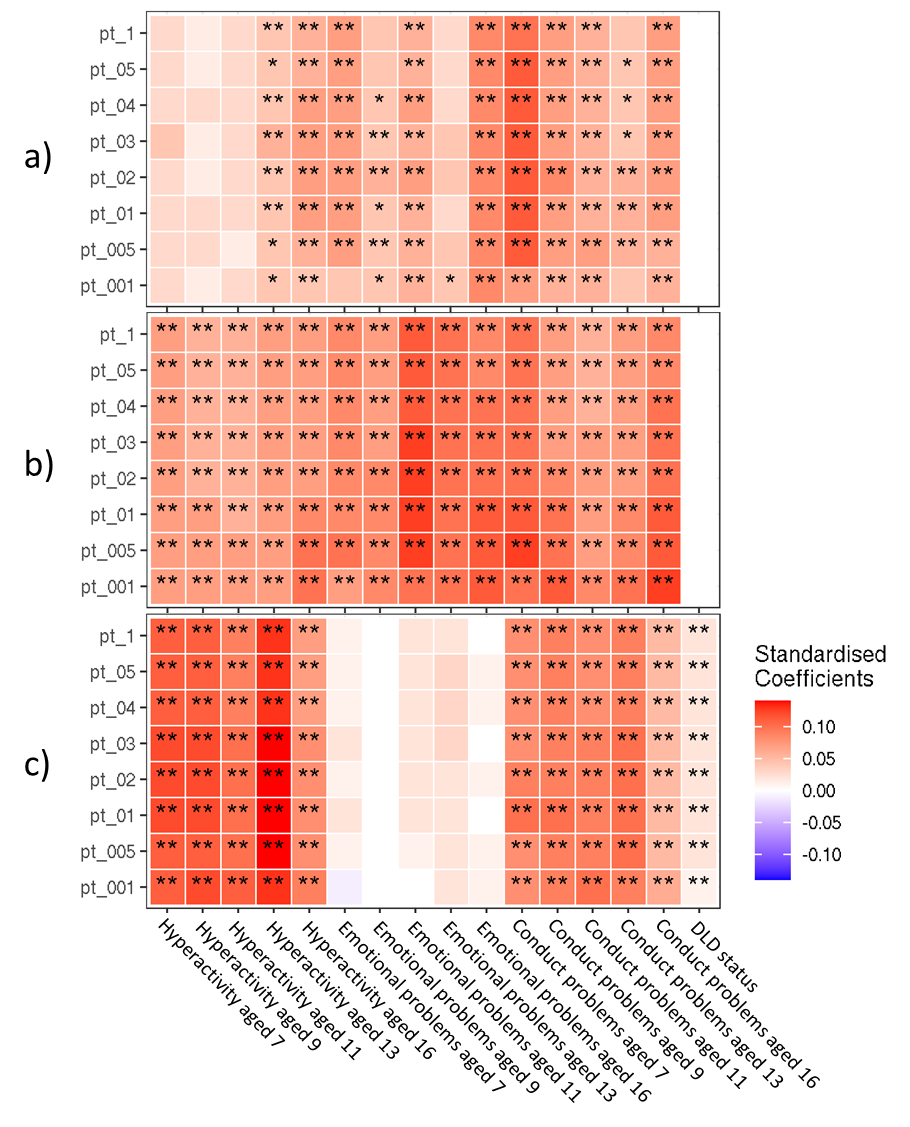 a)
pt_1 ** ** ** ** ** ** ** ** **
pt_05 * ** ** ** ** ** ** ** * **
pt_04 ** ** ** * ** ** ** ** ** * **
pt_03 ** ** ** ** ** ** ** ** ** * **
pt_02 ** ** ** ** ** ** ** ** ** ** **
pt_01 ** ** ** * ** ** ** ** ** ** **
pt_005 * ** ** ** ** ** ** ** ** ** **
pt_001 * ** * ** * ** ** ** ** **
b)
pt_1 ** ** ** ** ** ** ** ** ** ** ** ** ** ** **
pt_05 ** ** ** ** ** ** ** ** ** ** ** ** ** ** **
pt_04 ** ** ** ** ** ** ** ** ** ** ** ** ** ** **
pt_03 ** ** ** ** ** ** ** ** ** ** ** ** ** ** **
pt_02 ** ** ** ** ** ** ** ** ** ** ** ** ** ** **
pt_01 ** ** ** ** ** ** ** ** ** ** ** ** ** ** **
pt_005 ** ** ** ** ** ** ** ** ** ** ** ** ** ** **
pt_001 ** ** ** ** ** ** ** ** ** ** ** ** ** ** **
c)
pt_1 ** ** ** ** ** ** ** ** ** ** **
pt_05 ** ** ** ** ** ** ** ** ** ** **
pt_04 ** ** ** ** ** ** ** ** ** ** **
pt_03 ** ** ** ** ** ** ** ** ** ** **
pt_02 ** ** ** ** ** ** ** ** ** ** **
pt_01 ** ** ** ** ** ** ** ** ** ** **
pt_005 ** ** ** ** ** ** ** ** ** ** **
pt_001 ** ** ** ** ** ** ** ** ** ** **
Hyperactivity aged 7
Hyperactivity aged 9
Hyperactivity aged 11
Hyperactivity aged 13
Hyperactivity aged 16
Emotional problems aged 7
Emotional problems aged 9
Emotional problems aged 11
Emotional problems aged 13
Emotional problems aged 16
Conduct problems aged 7
Conduct problems aged 9
Conduct problems aged 11
Conduct problems aged 13
Conduct problems aged 16
DLD status
Standardised
Coefficients
0.10
0.05
0.00
-0.05
-0.10